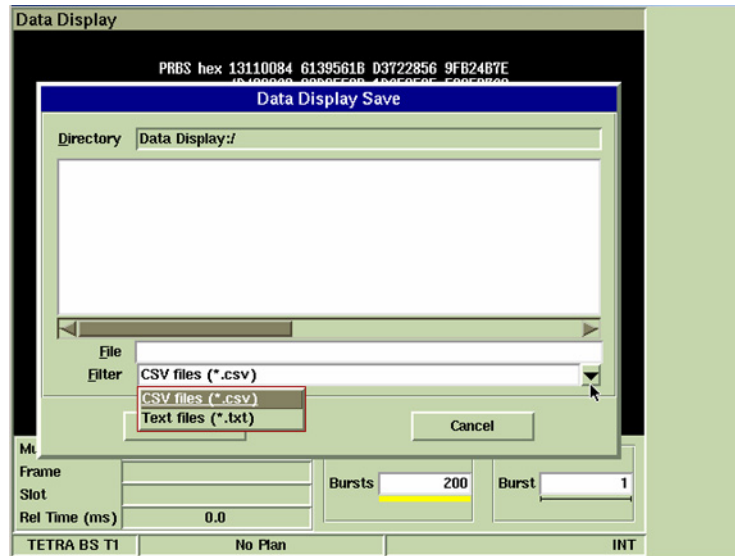 Data Display
PRBS hex 13110084 6139561B D3722856 9FB24B7E
Data Display Save
Directory Data Display:/
File
Filter CSV files (*.csv)
CSV files (*.csv)
Text files (*.txt)
Cancel
Frame
Slot
Rel Time (ms) 0.0
Bursts 200
Burst 1
TETRA BS T1 No Plan INT